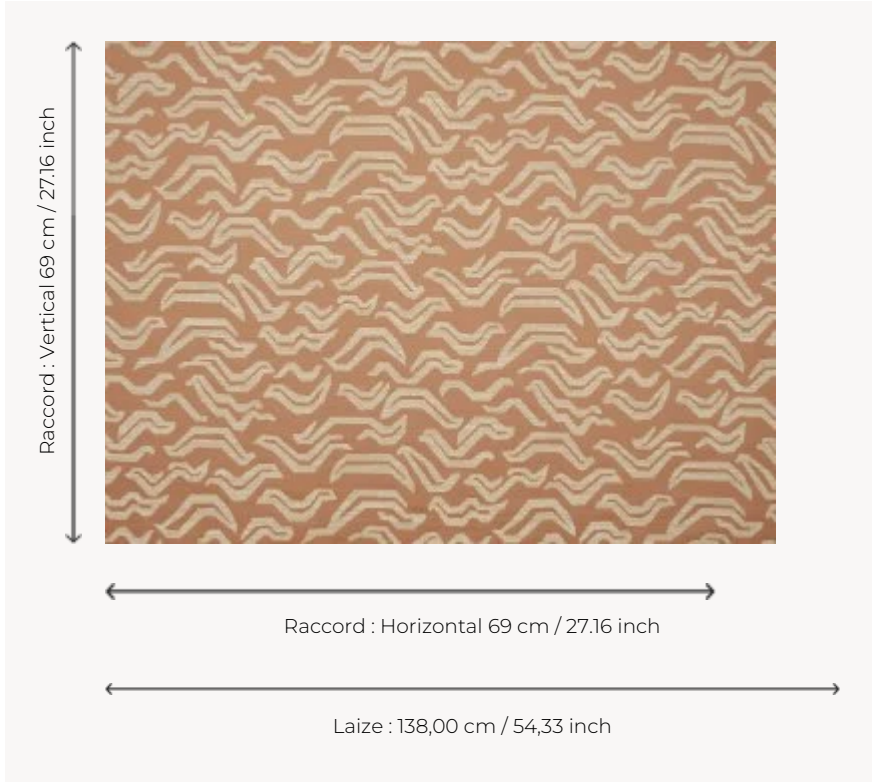 Raccord : Vertical 69 cm / 27.16 inch
Raccord : Horizontal 69 cm / 27.16 inch
Laize : 138,00 cm / 54,33 inch